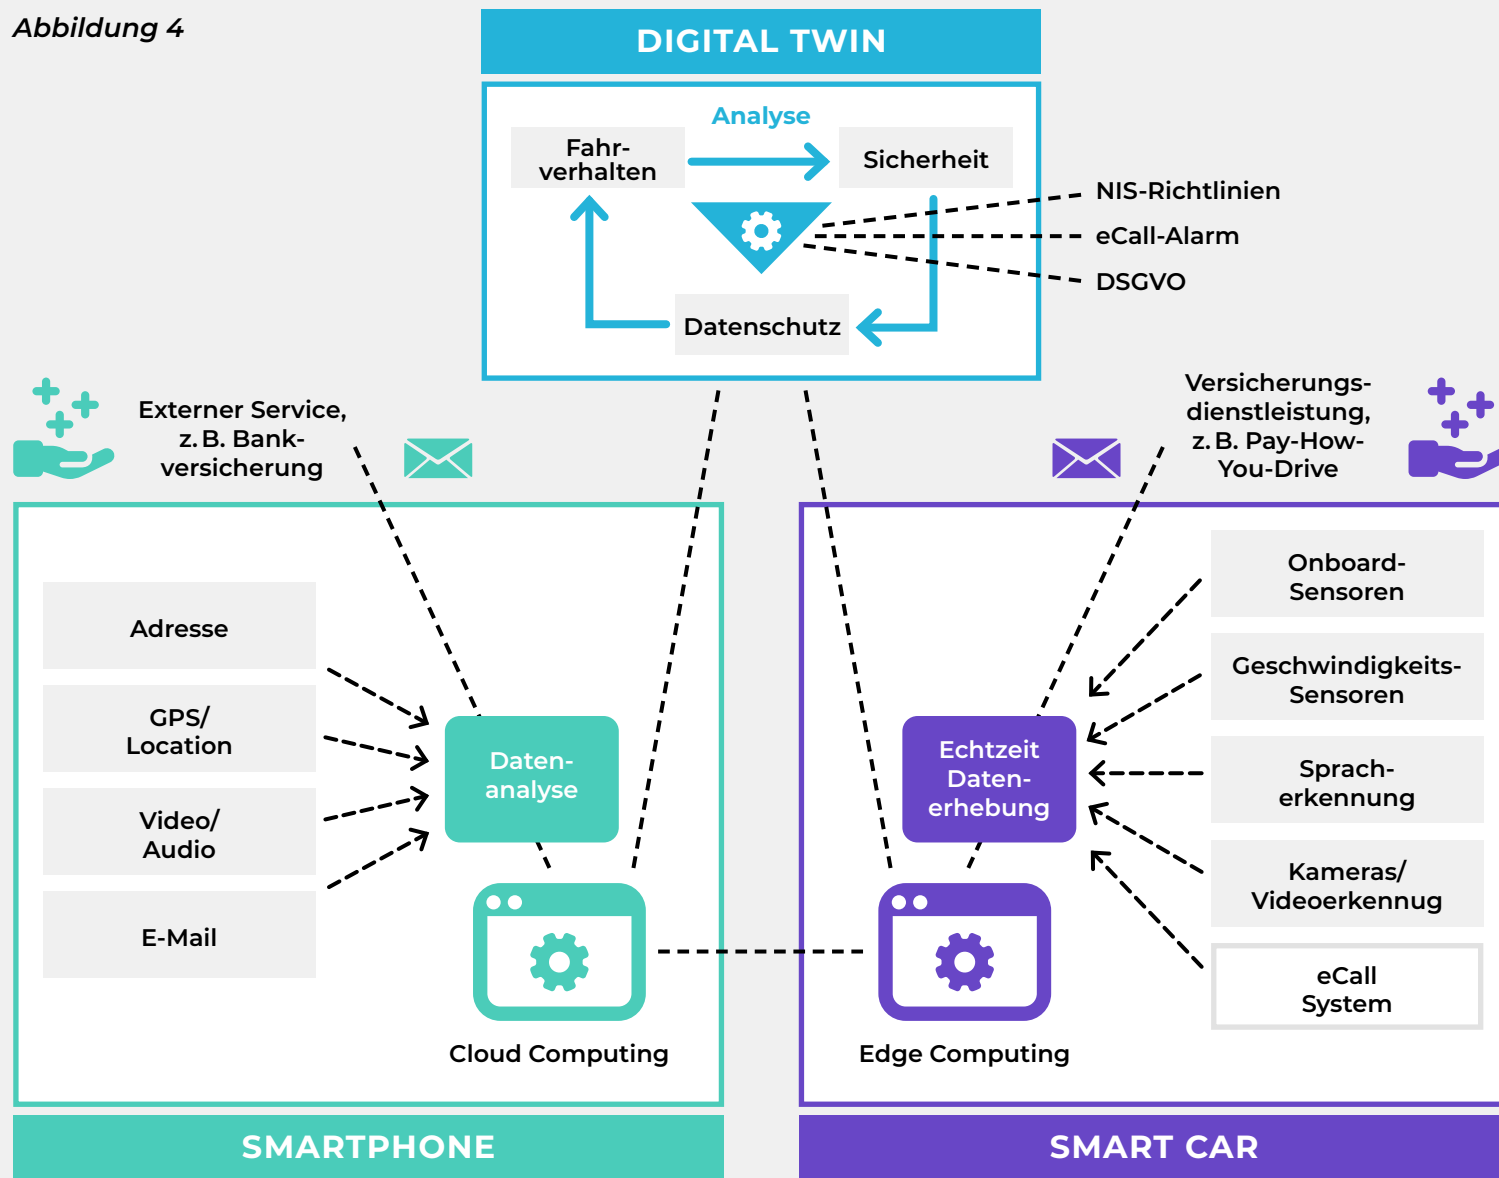 Abbildung 4
DIGITAL TWIN
Analyse
Fahr-
verhalten
Sicherheit
Datenschutz
NIS-Richtlinien
eCall-Alarm
DSGVO
Externer Service,
z. B. Bank-
versicherung
Versicherungs-
dienstleistung,
z. B. Pay-How-
You-Drive
Adresse
GPS/
Location
Video/
Audio
E-Mail
Daten-
analyse
Cloud Computing
SMARTPHONE
Echtzeit
Daten-
erhebung
Edge Computing
Onboard-
Sensoren
Geschwindigkeits-
Sensoren
Sprach-
erkennung
Kameras/
Videoerkennug
eCall
System
SMART CAR